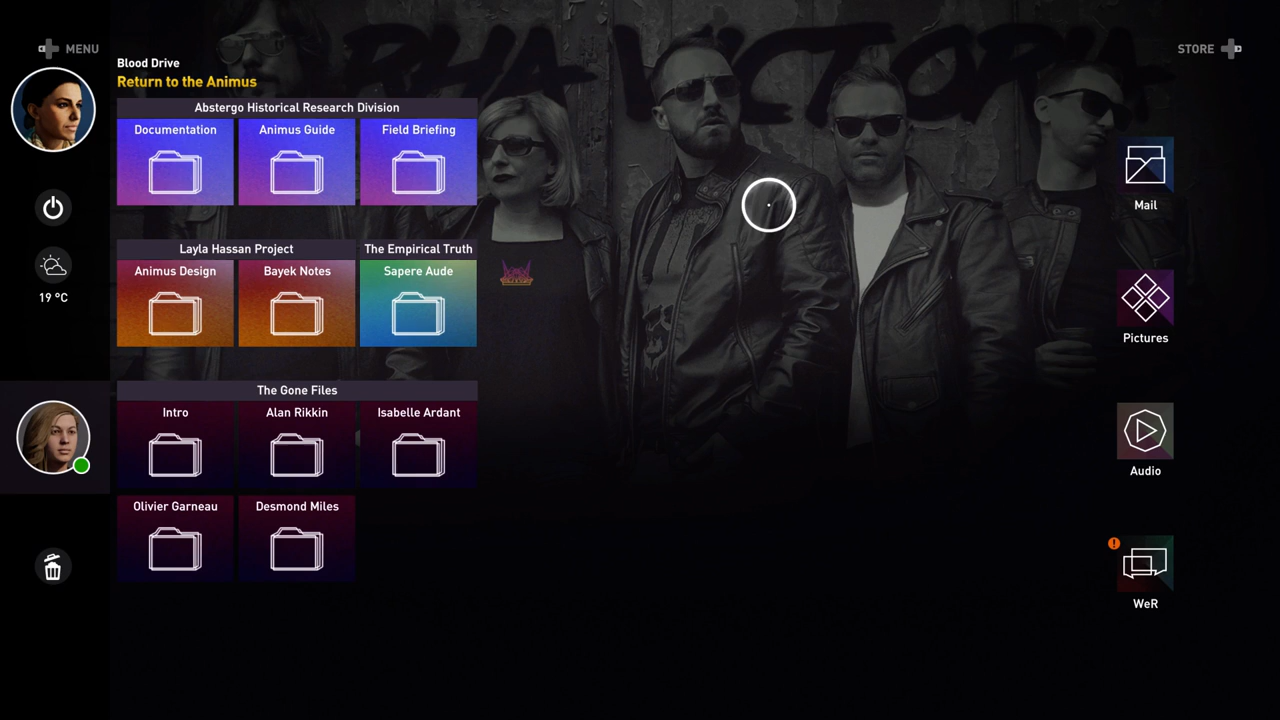 MENU
STORE
Blood Drive
Return to the Animus
Abstergo Historical Research Division
Documentation
Animus Guide
Field Briefing
Layla Hassan Project
The Empirical Truth
Animus Design
Bayek Notes
Sapere Aude
The Gone Files
Intro
Alan Rikkin
Isabelle Ardant
Olivier Garneau
Desmond Miles
19 °C
Mail
Pictures
Audio
WeR
VICTORIA